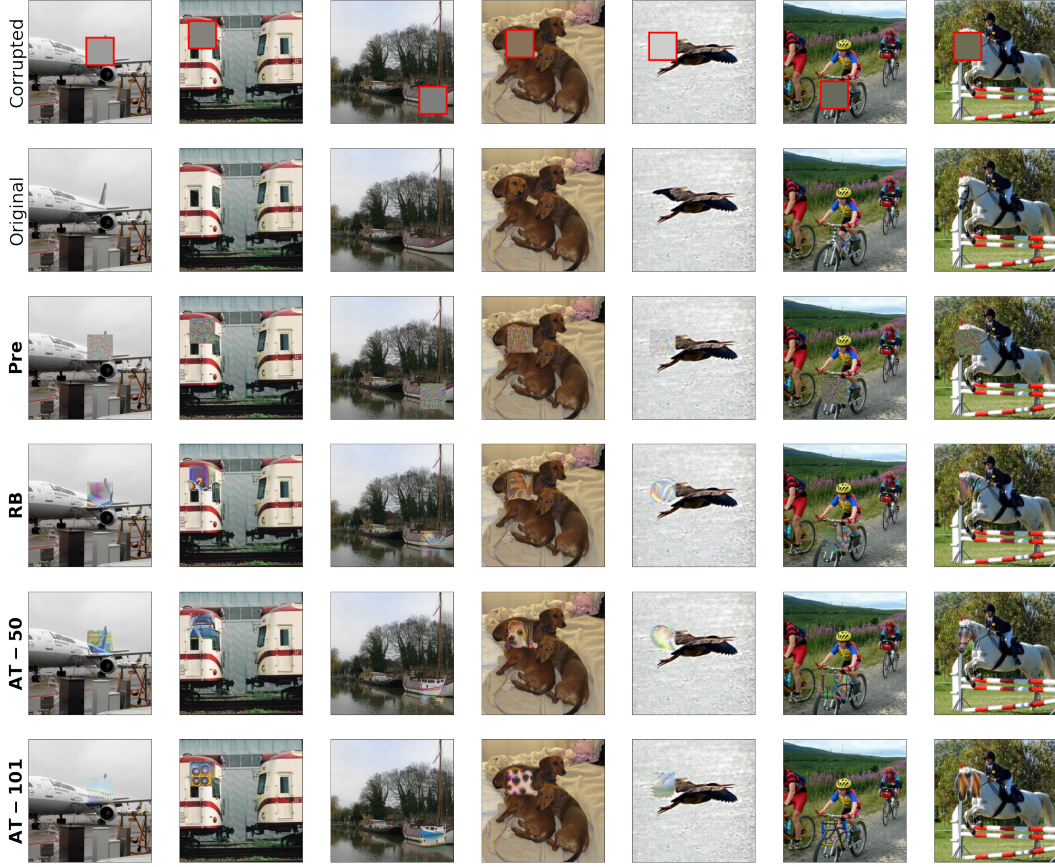 Corrupted
Original
Pre
RB
AT − 50
AT − 101